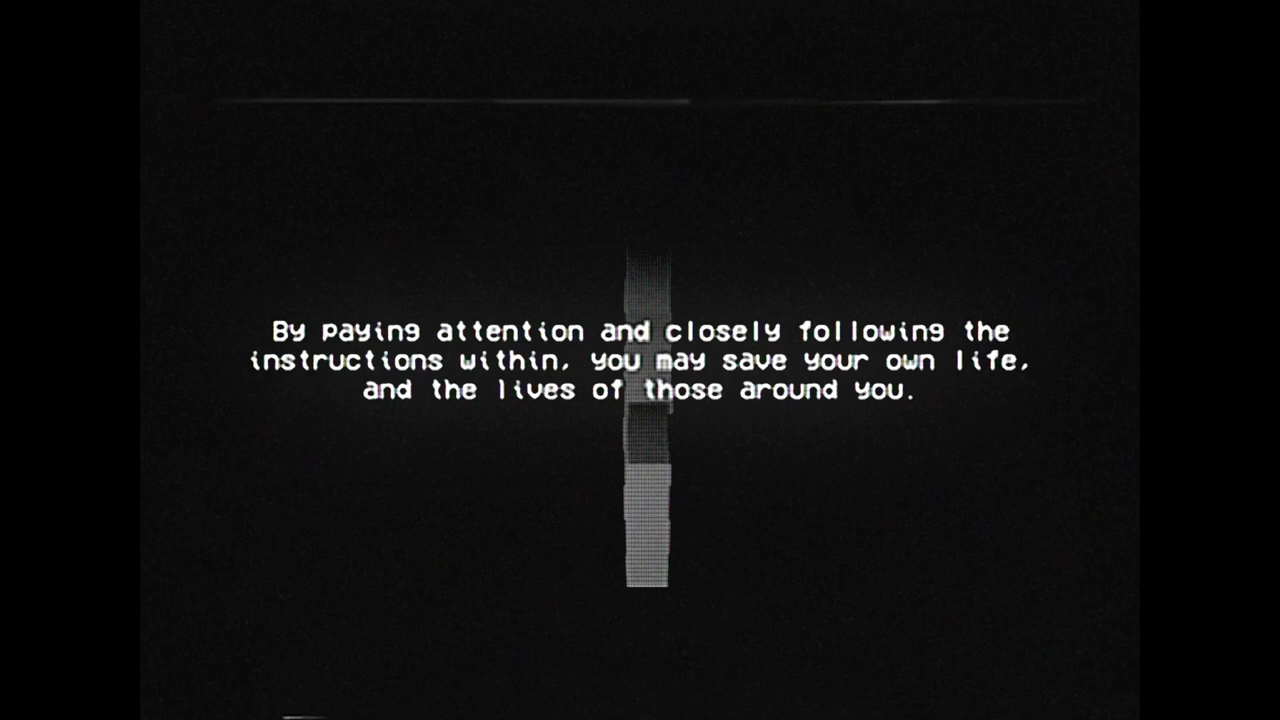 By paying attention and closely following the
instructions within, you may save your own life,
and the lives of those around you.